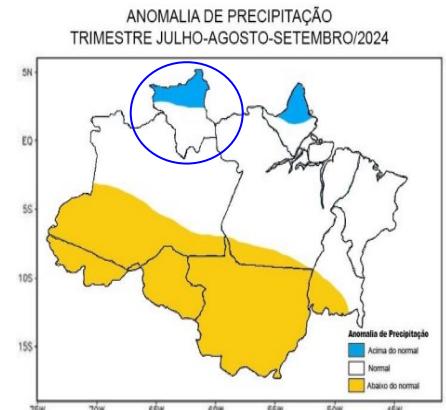 ANOMALIA DE PRECIPITAÇÃO
TRIMESTRE JULHO-AGOSTO-SETEMBRO/2024
5N
EQ
5S
10S
15S
Anomalia de Precipitação
Acima do normal
Normal
Abaixo do normal